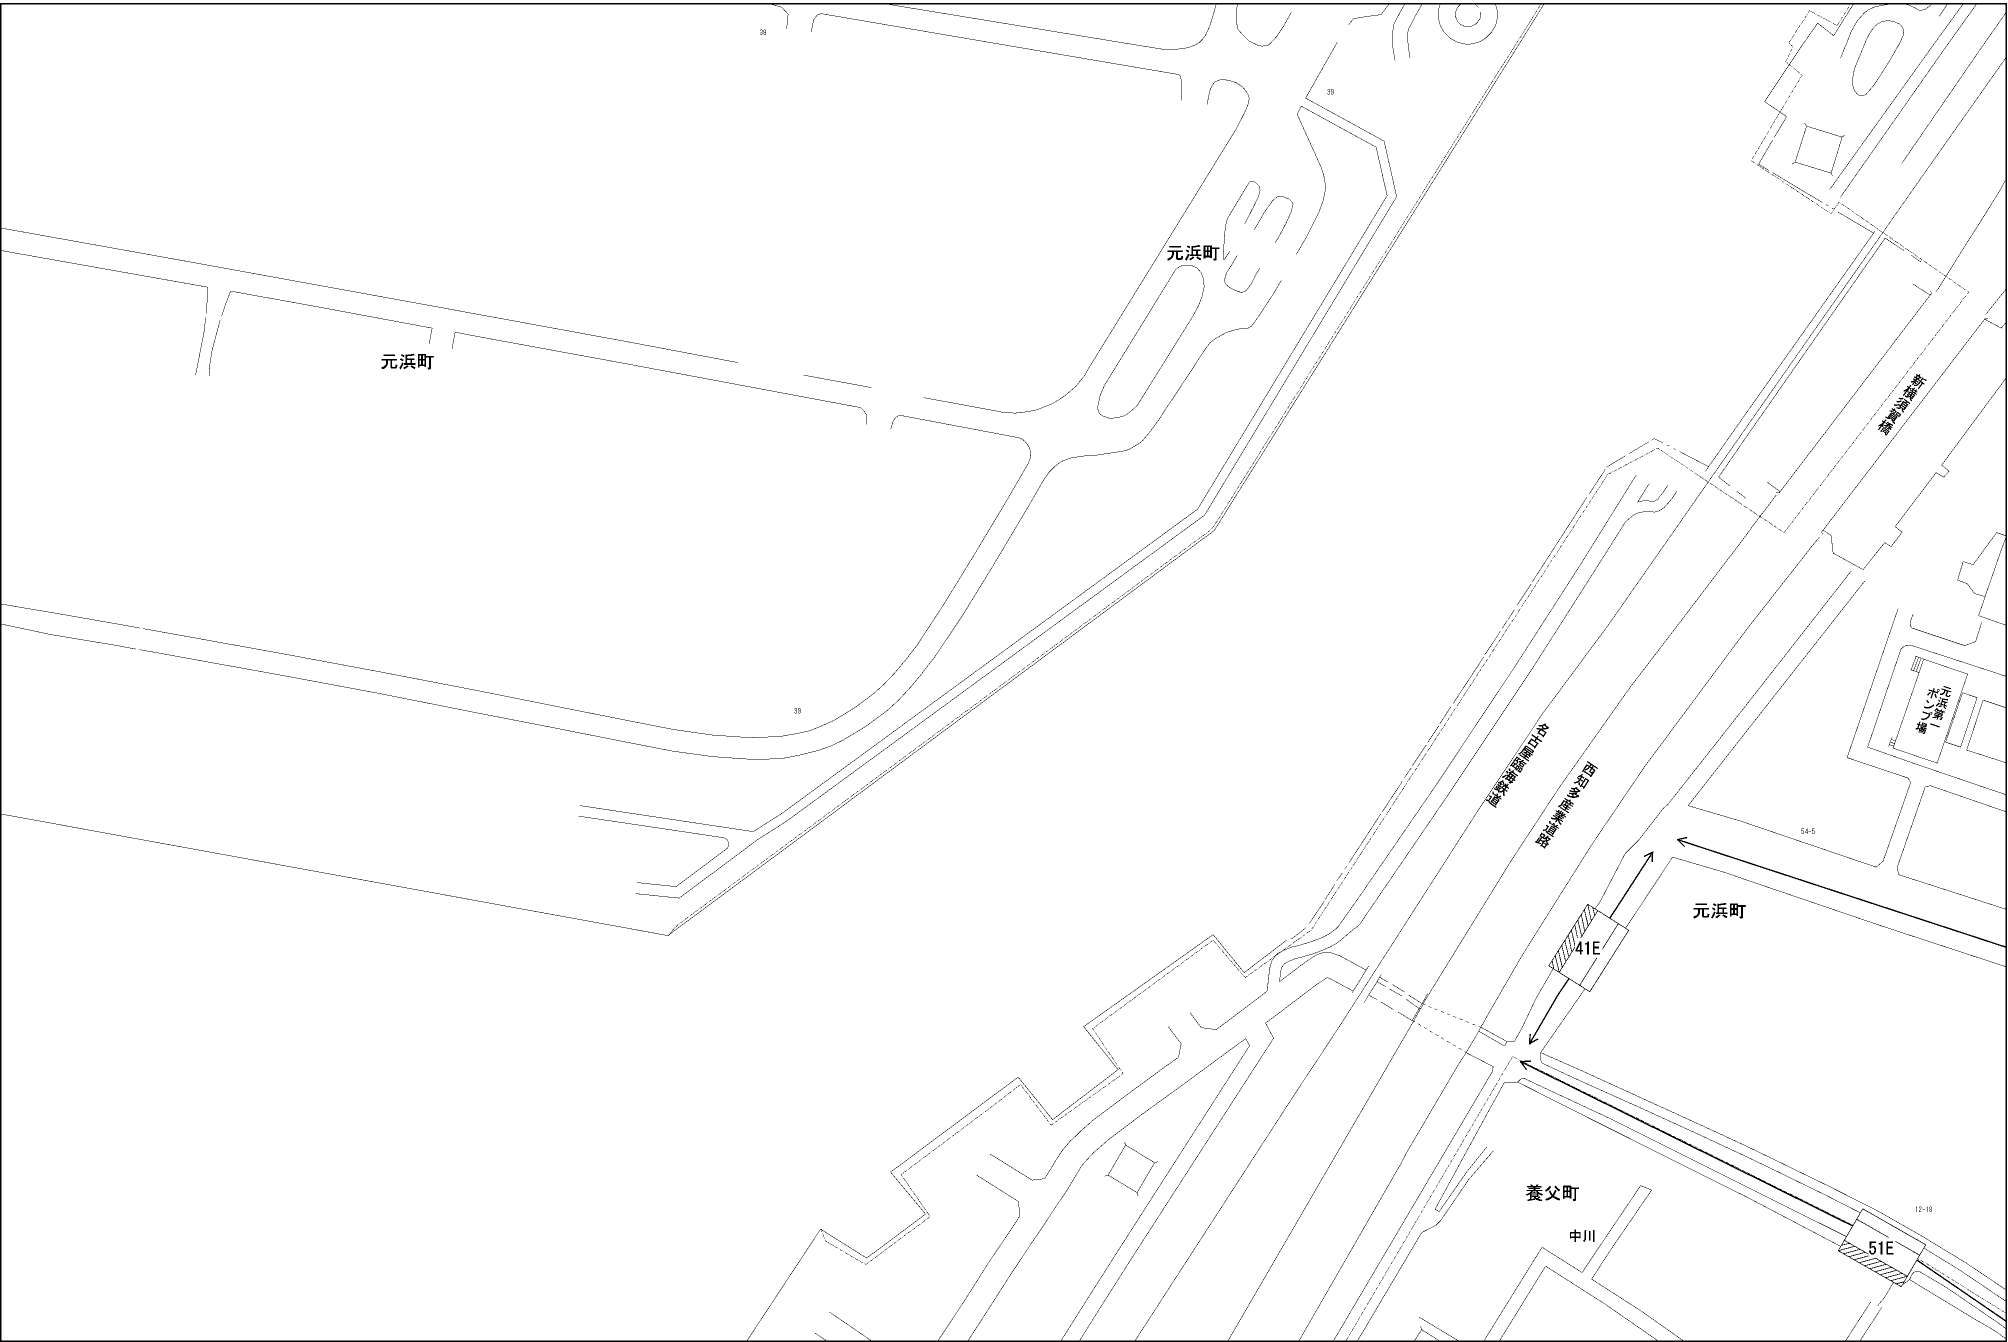 39
39
元浜町
元浜町
新横須賀橋
元浜第一
ポンプ場
39
名古屋臨海鉄道
西知多産業道路
54-5
元浜町
41E
養父町
12-18
中川
51E